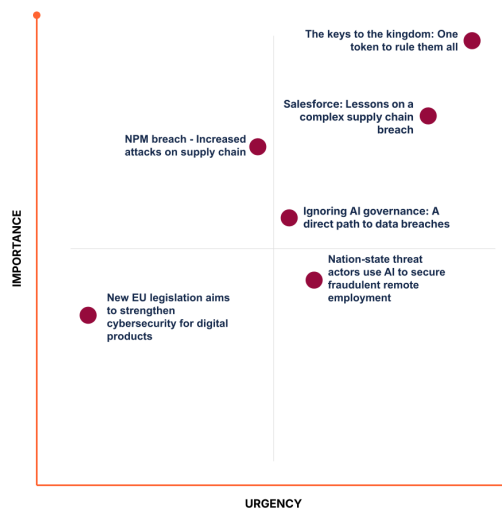 The keys to the kingdom: One
token to rule them all
Salesforce: Lessons on a
complex supply chain
breach
NPM breach - Increased
attacks on supply chain
Ignoring AI governance: A
direct path to data breaches
Nation-state threat
actors use AI to secure
fraudulent remote
employment
New EU legislation aims
to strengthen
cybersecurity for digital
products
IMPORTANCE
URGENCY